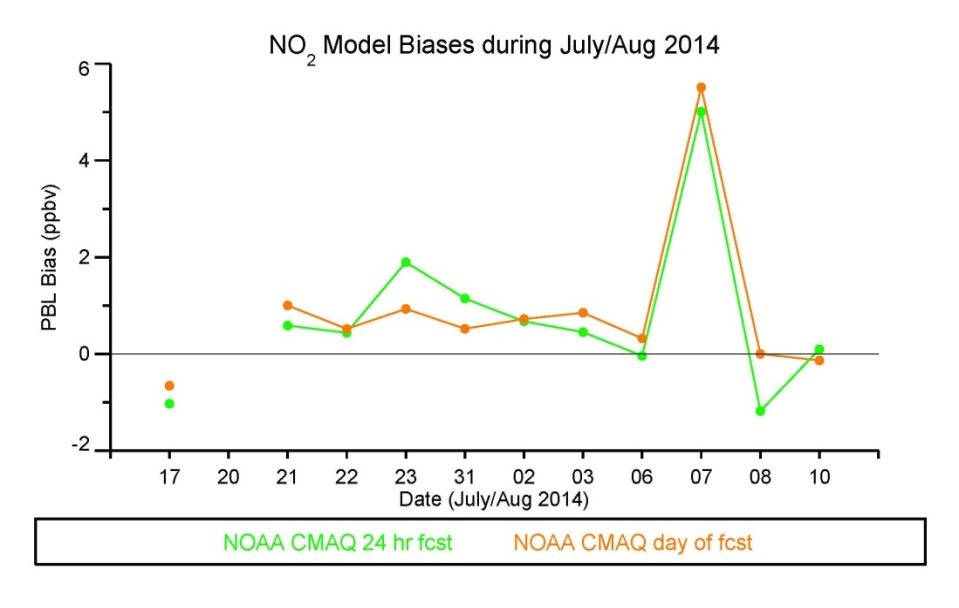 NO2 Model Biases during July/Aug 2014
6
4
2
0
-2
PBL Bias (ppbv)
17 20 21 22 23 31 02 03 06 07 08 10
Date (July/Aug 2014)
NOAA CMAQ 24 hr fcst NOAA CMAQ day of fcst